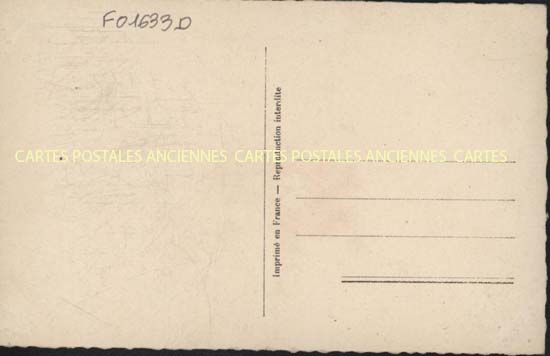 F01633D
CARTES POSTALES ANCIENNES CARTES POSTALES ANCIENNES CARTES
Imprimé en France — Reproduction interdite